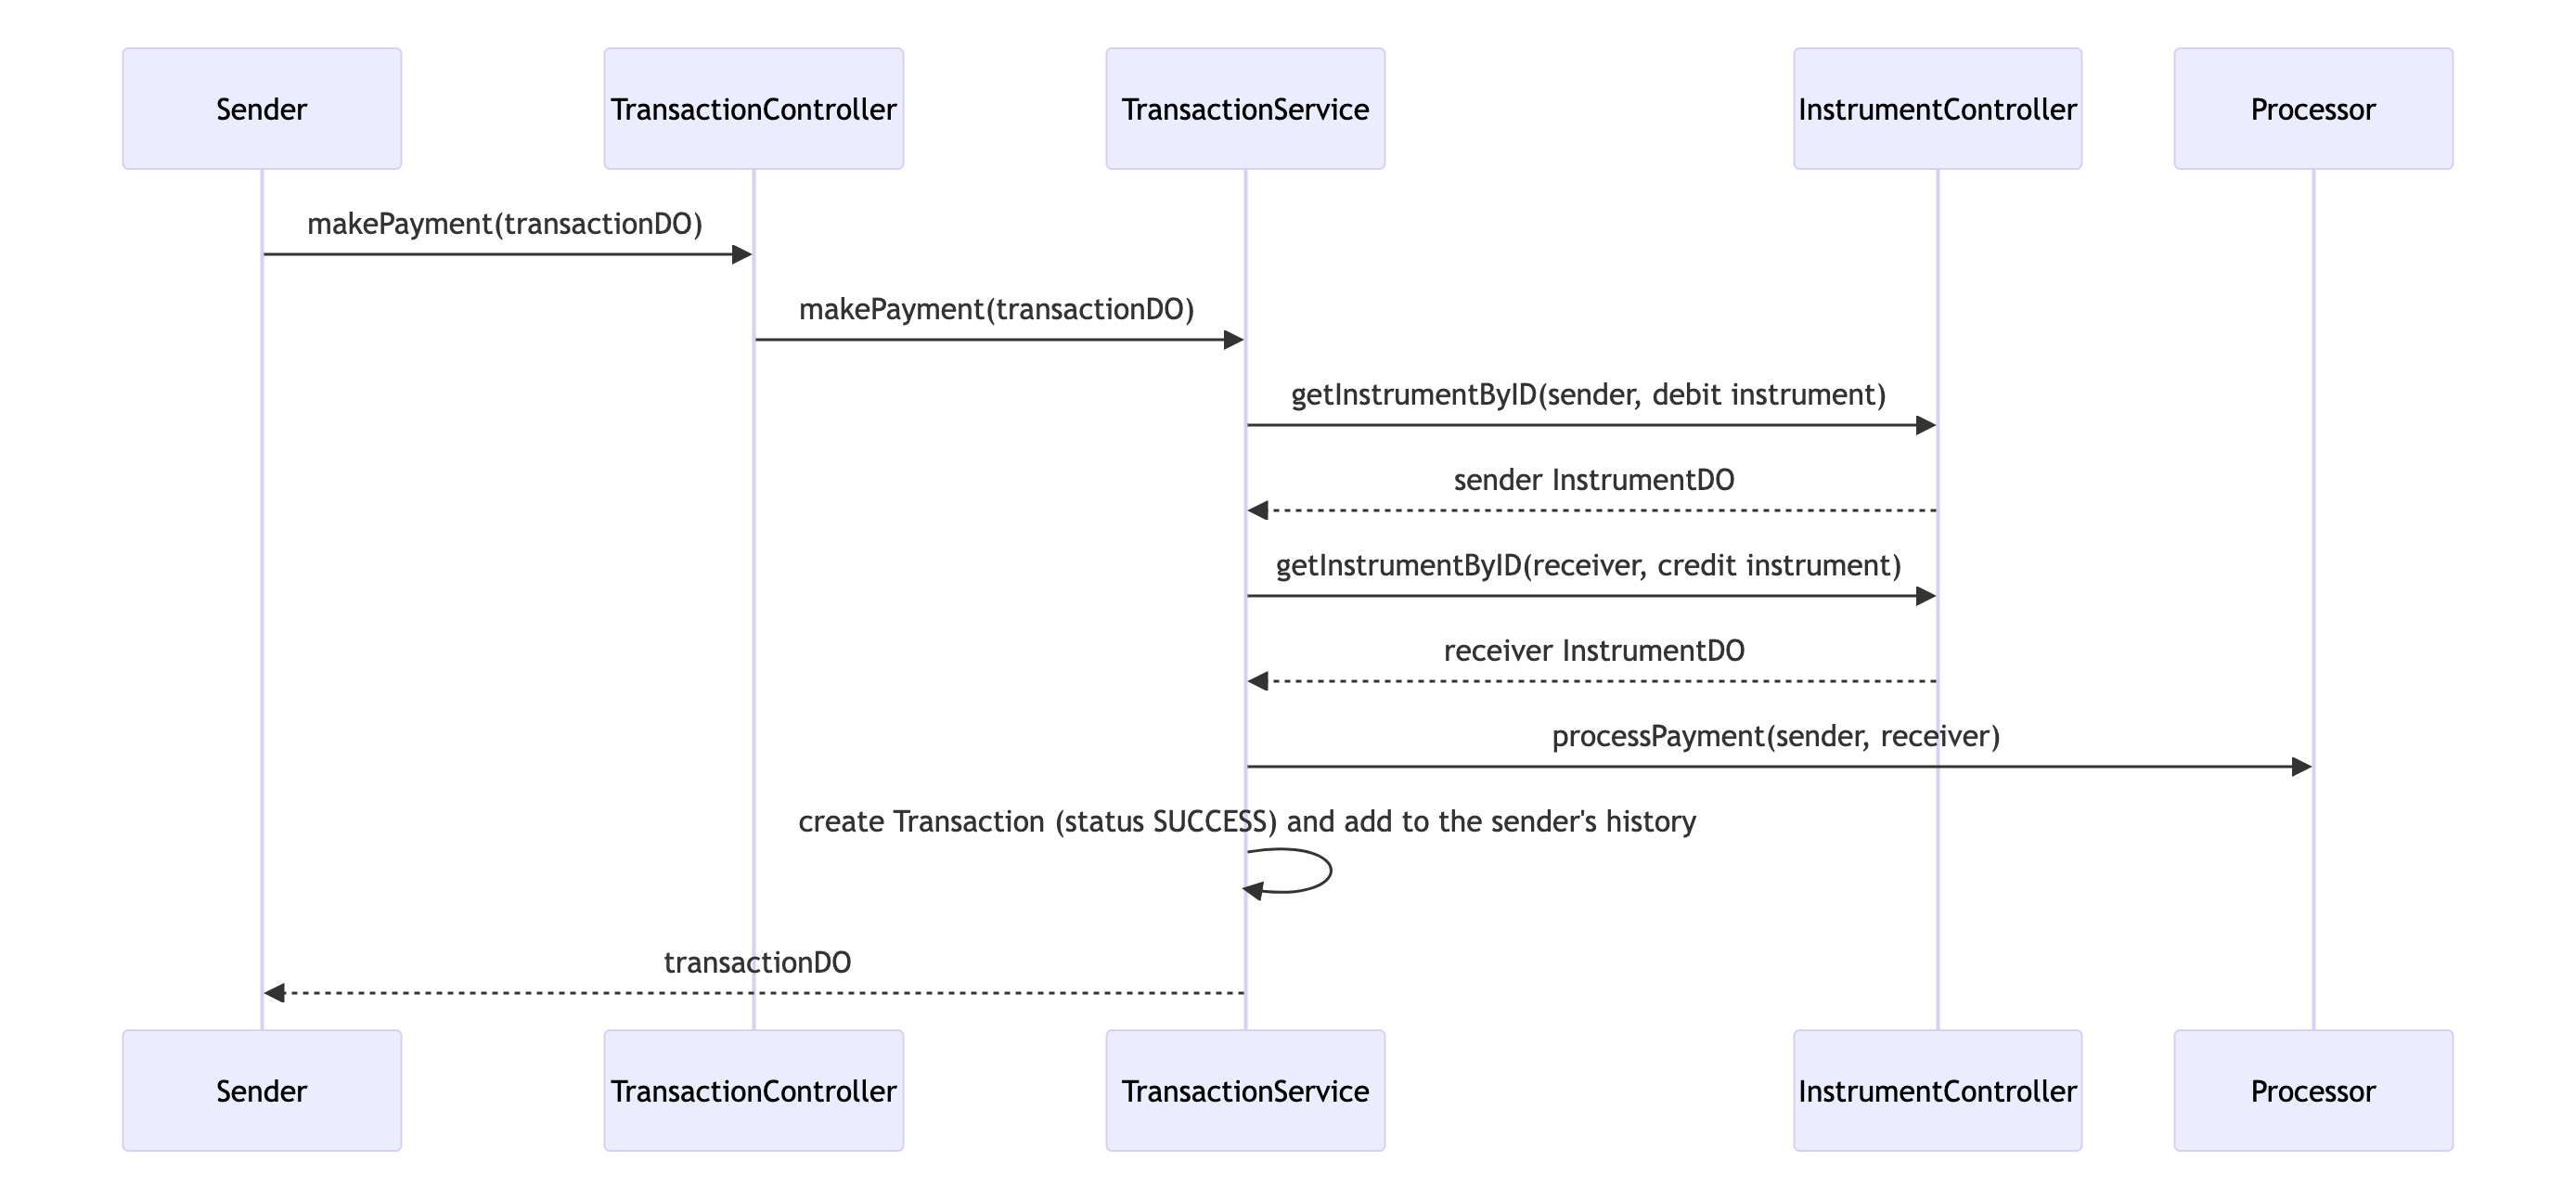 Sender
TransactionController
TransactionService
InstrumentController
Processor
makePayment(transactionDO)
makePayment(transactionDO)
getInstrumentByID(sender, debit instrument)
sender InstrumentDO
getInstrumentByID(receiver, credit instrument)
receiver InstrumentDO
processPayment(sender, receiver)
create Transaction (status SUCCESS) and add to the sender's history
transactionDO
Sender
TransactionController
TransactionService
InstrumentController
Processor